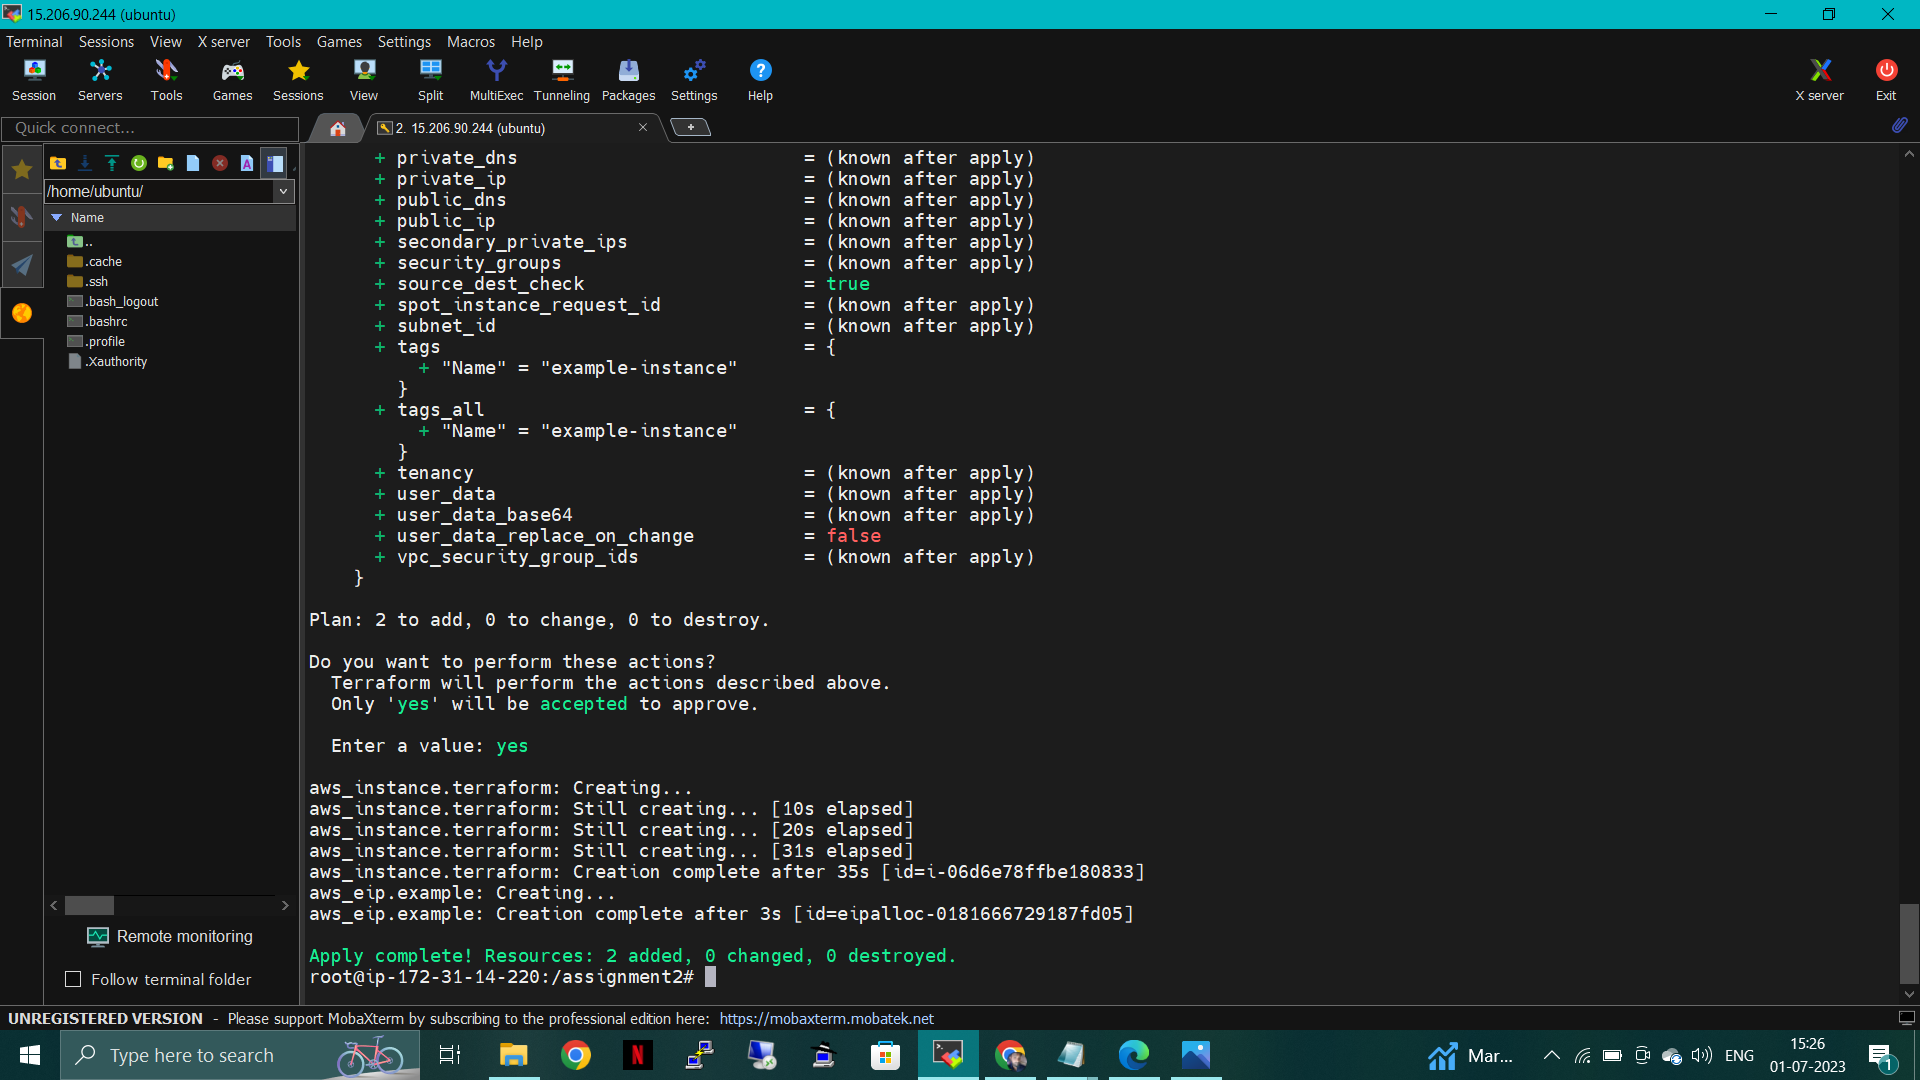 15.206.90.244 (ubuntu)
Terminal Sessions View X server Tools Games Settings Macros Help
Session Servers Tools Games Sessions View Split MultiExec Tunneling Packages Settings Help X server Exit
Quick connect...
2. 15.206.90.244 (ubuntu)
/home/ubuntu/
Name
..
.cache
.ssh
.bash_logout
.bashrc
.profile
.Xauthority
Remote monitoring
Follow terminal folder
+ private_dns = (known after apply)
+ private_ip = (known after apply)
+ public_dns = (known after apply)
+ public_ip = (known after apply)
+ secondary_private_ips = (known after apply)
+ security_groups = (known after apply)
+ source_dest_check = true
+ spot_instance_request_id = (known after apply)
+ subnet_id = (known after apply)
+ tags = {
+ "Name" = "example-instance"
}
+ tags_all = {
+ "Name" = "example-instance"
}
+ tenancy = (known after apply)
+ user_data = (known after apply)
+ user_data_base64 = (known after apply)
+ user_data_replace_on_change = false
+ vpc_security_group_ids = (known after apply)
}
Plan: 2 to add, 0 to change, 0 to destroy.
Do you want to perform these actions?
Terraform will perform the actions described above.
Only 'yes' will be accepted to approve.
Enter a value: yes
aws_instance.terraform: Creating...
aws_instance.terraform: Still creating... [10s elapsed]
aws_instance.terraform: Still creating... [20s elapsed]
aws_instance.terraform: Still creating... [31s elapsed]
aws_instance.terraform: Creation complete after 35s [id=i-06d6e78ffbe180833]
aws_eip.example: Creating...
aws_eip.example: Creation complete after 3s [id=eipalloc-0181666729187fd05]
Apply complete! Resources: 2 added, 0 changed, 0 destroyed.
root@ip-172-31-14-220:/assignment2#
UNREGISTERED VERSION - Please support MobaXterm by subscribing to the professional edition here: https://mobaxterm.mobatek.net
Type here to search
Mar...
ENG
15:26
01-07-2023
1